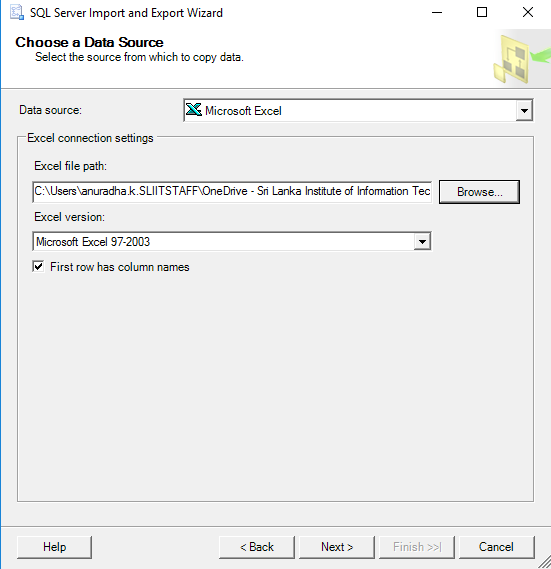 SQL Server Import and Export Wizard
Choose a Data Source
Select the source from which to copy data.
Data source:
Microsoft Excel
Excel connection settings
Excel file path:
C:\Users\anuradha.k.SLIITSTAFF\OneDrive - Sri Lanka Institute of Information Tec
Browse...
Excel version:
Microsoft Excel 97-2003
First row has column names
Help
< Back
Next >
Finish >>|
Cancel